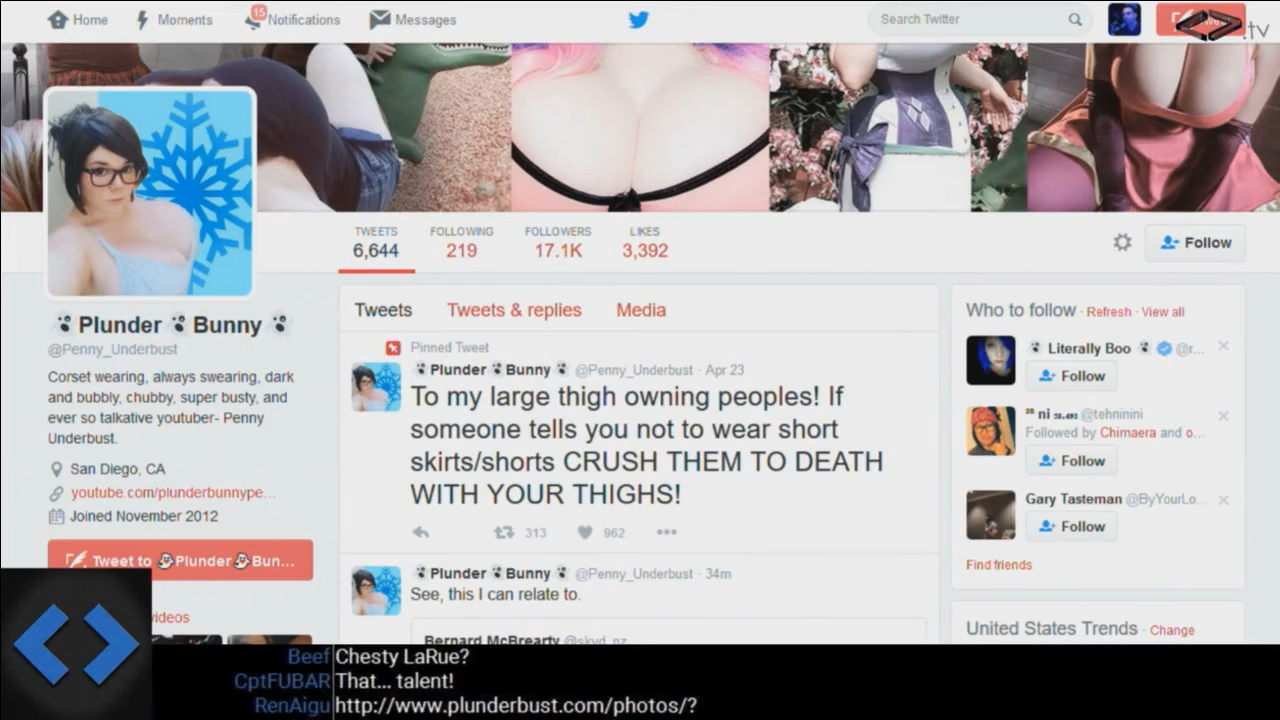 Home
Moments
15
Notifications
Messages
Search Twitter
.tv
TWEETS
6,644
FOLLOWING
219
FOLLOWERS
17.1K
LIKES
3,392
Follow
Plunder Bunny
@Penny_Underbust
Corset wearing, always swearing, dark
and bubbly, chubby, super busty, and
ever so talkative youtuber- Penny
Underbust.
San Diego, CA
youtube.com/plunderbunnype...
Joined November 2012
Tweet to Plunder Bun...
videos
Tweets
Tweets & replies
Media
Pinned Tweet
Plunder Bunny @Penny_Underbust · Apr 23
To my large thigh owning peoples! If
someone tells you not to wear short
skirts/shorts CRUSH THEM TO DEATH
WITH YOUR THIGHS!
313
962
Plunder Bunny @Penny_Underbust · 34m
See, this I can relate to.
Bernard McBrearty @skyd_nz
Who to follow · Refresh · View all
Literally Boo @r...
Follow
ni @tehninini
Followed by Chimaera and o...
Follow
Gary Tasteman @ByYourLo...
Follow
Find friends
United States Trends · Change
Beef Chesty LaRue?
CptFUBAR That... talent!
RenAigu http://www.plunderbust.com/photos/?